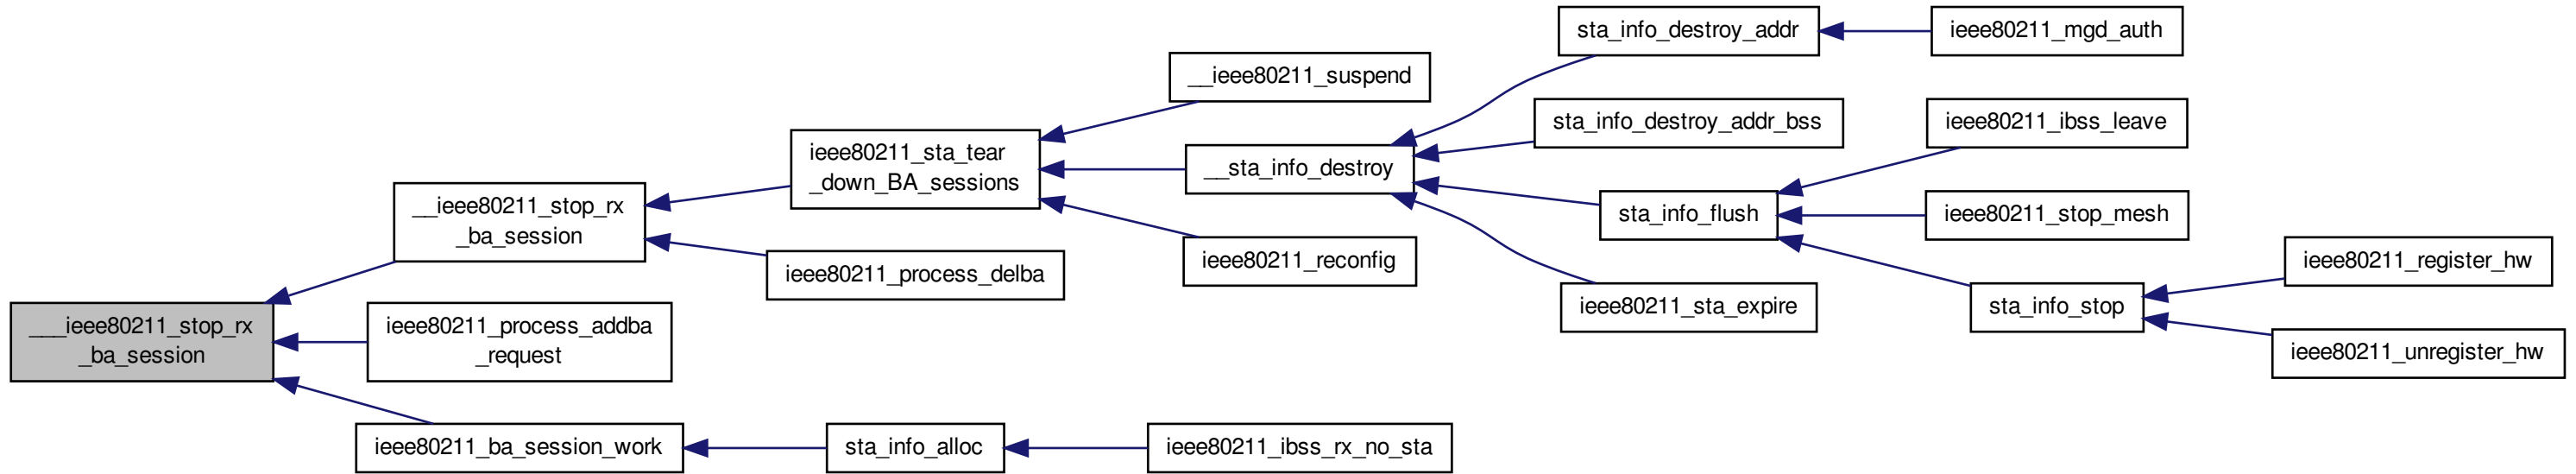 ___ieee80211_stop_rx
_ba_session
__ieee80211_stop_rx
_ba_session
ieee80211_process_addba
_request
ieee80211_ba_session_work
ieee80211_sta_tear
_down_BA_sessions
ieee80211_process_delba
sta_info_alloc
__ieee80211_suspend
__sta_info_destroy
ieee80211_reconfig
ieee80211_ibss_rx_no_sta
sta_info_destroy_addr
sta_info_destroy_addr_bss
sta_info_flush
ieee80211_sta_expire
ieee80211_mgd_auth
ieee80211_ibss_leave
ieee80211_stop_mesh
sta_info_stop
ieee80211_register_hw
ieee80211_unregister_hw